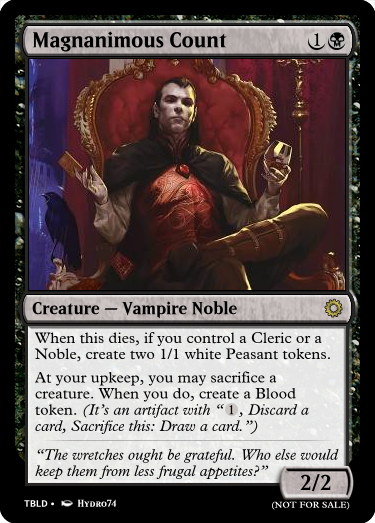 Magnanimous Count 1
Creature — Vampire Noble
When this dies, if you control a Cleric or a
Noble, create two 1/1 white Peasant tokens.
At your upkeep, you may sacrifice a
creature. When you do, create a Blood
token. (It's an artifact with “1, Discard a
card, Sacrifice this: Draw a card.”)
“The wretches ought be grateful. Who else would
keep them from less frugal appetites?”
2/2
TBLD • Hydro74
(NOT FOR SALE)